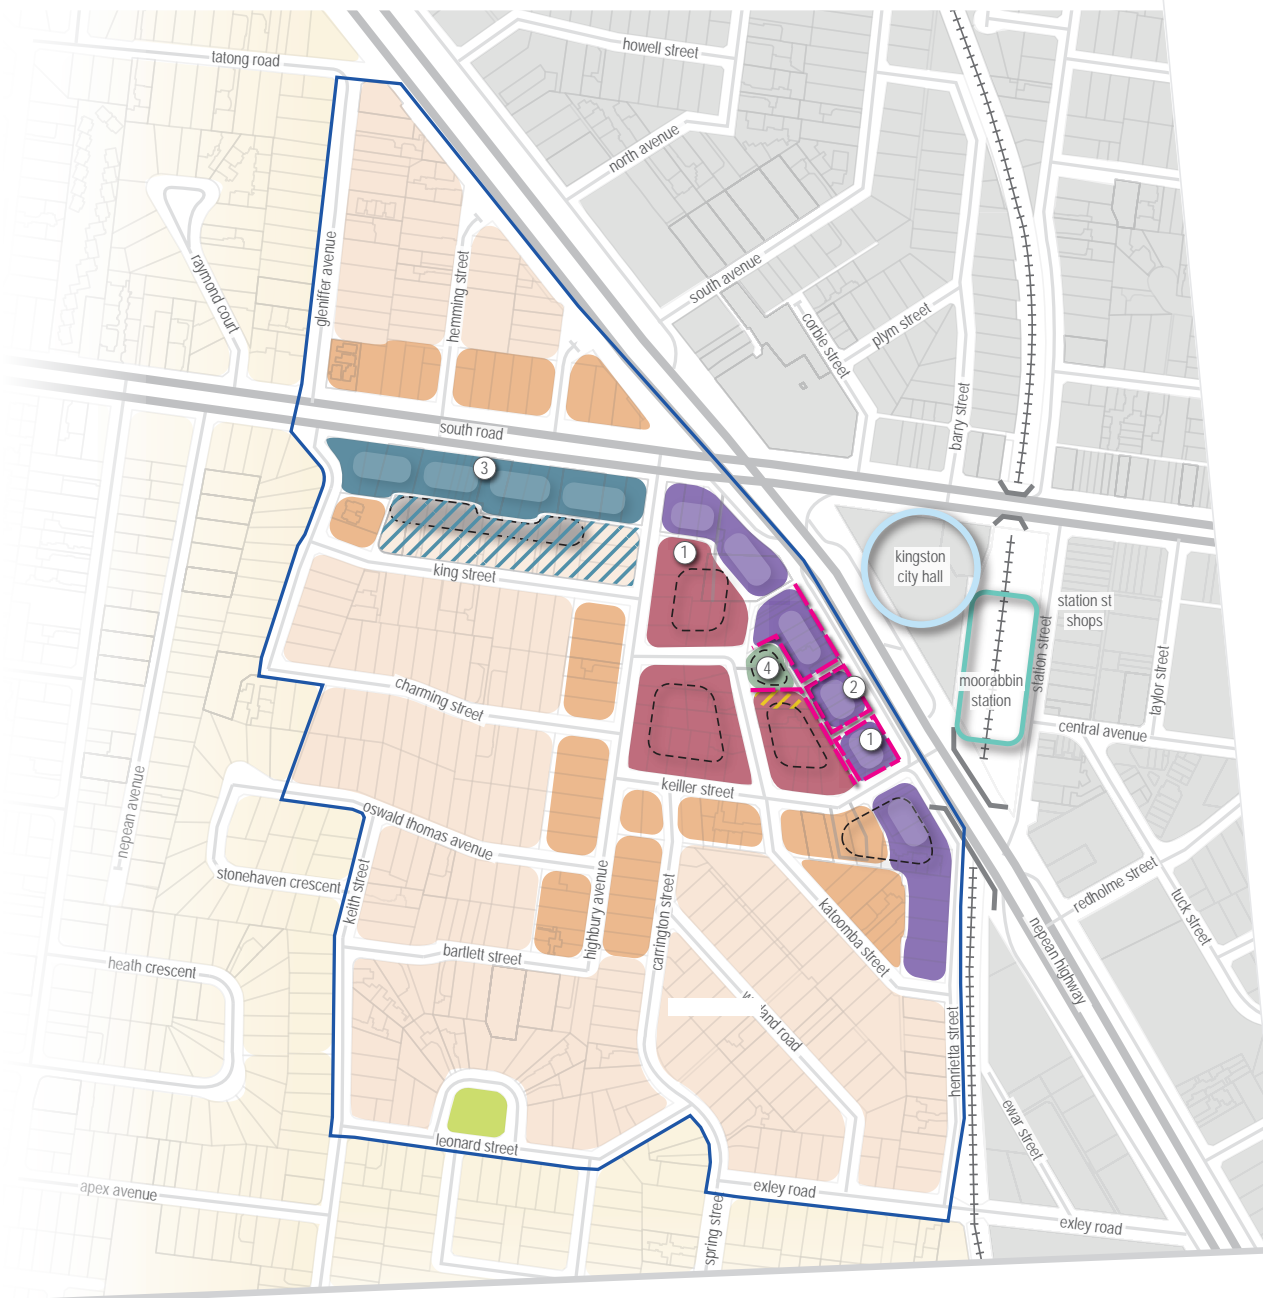 howell street
tatong road
north avenue
south avenue
raymond court
gleniffer avenue
hemming street
corbie street
plym street
barry street
south road
3
1
king street
kingston
city hall
station st
shops
station street
taylor street
4
2
moorabbin
station
1
charming street
central avenue
keiller street
nepean avenue
oswald thomas avenue
stonehaven crescent
keith street
highbury avenue
carrington street
katoomba street
redholme street
tuck street
bartlett street
heath crescent
nepean highway
land road
henrietta street
ewar street
leonard street
apex avenue
exley road
spring stree
exley road